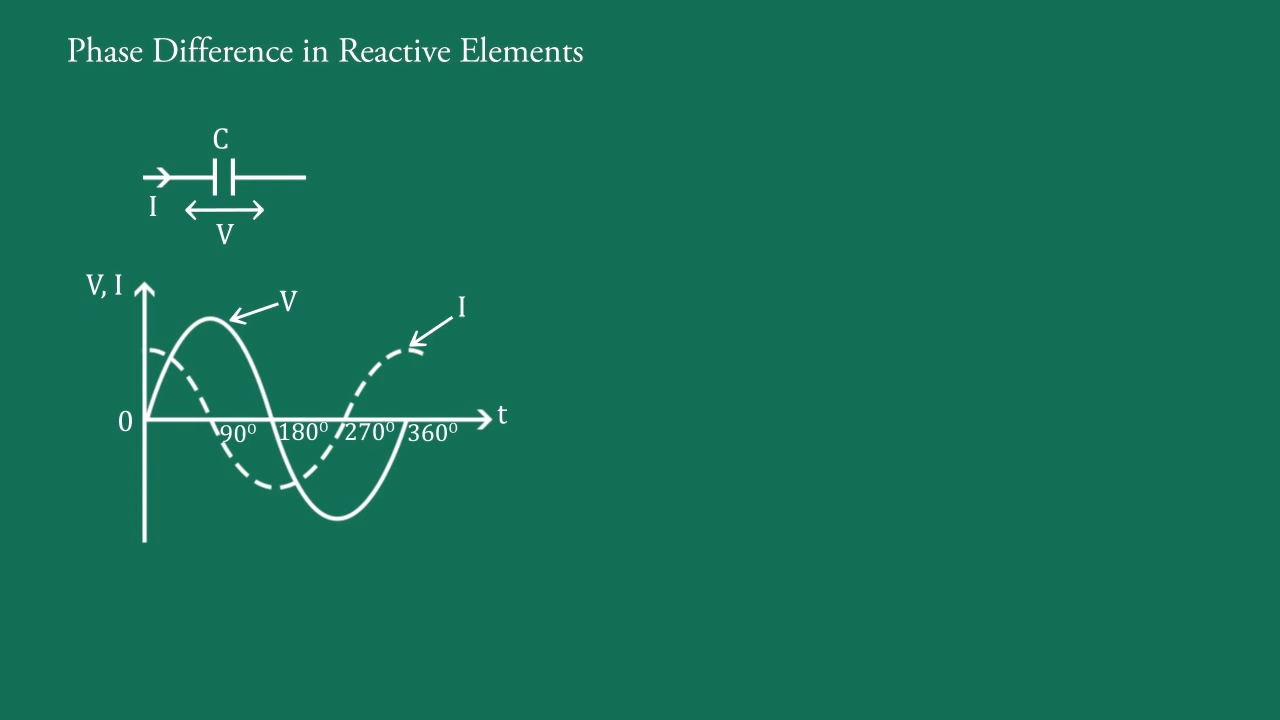 Phase Difference in Reactive Elements
C
I
V
V, I
V
I
0
90⁰
180⁰
270⁰
360⁰
t